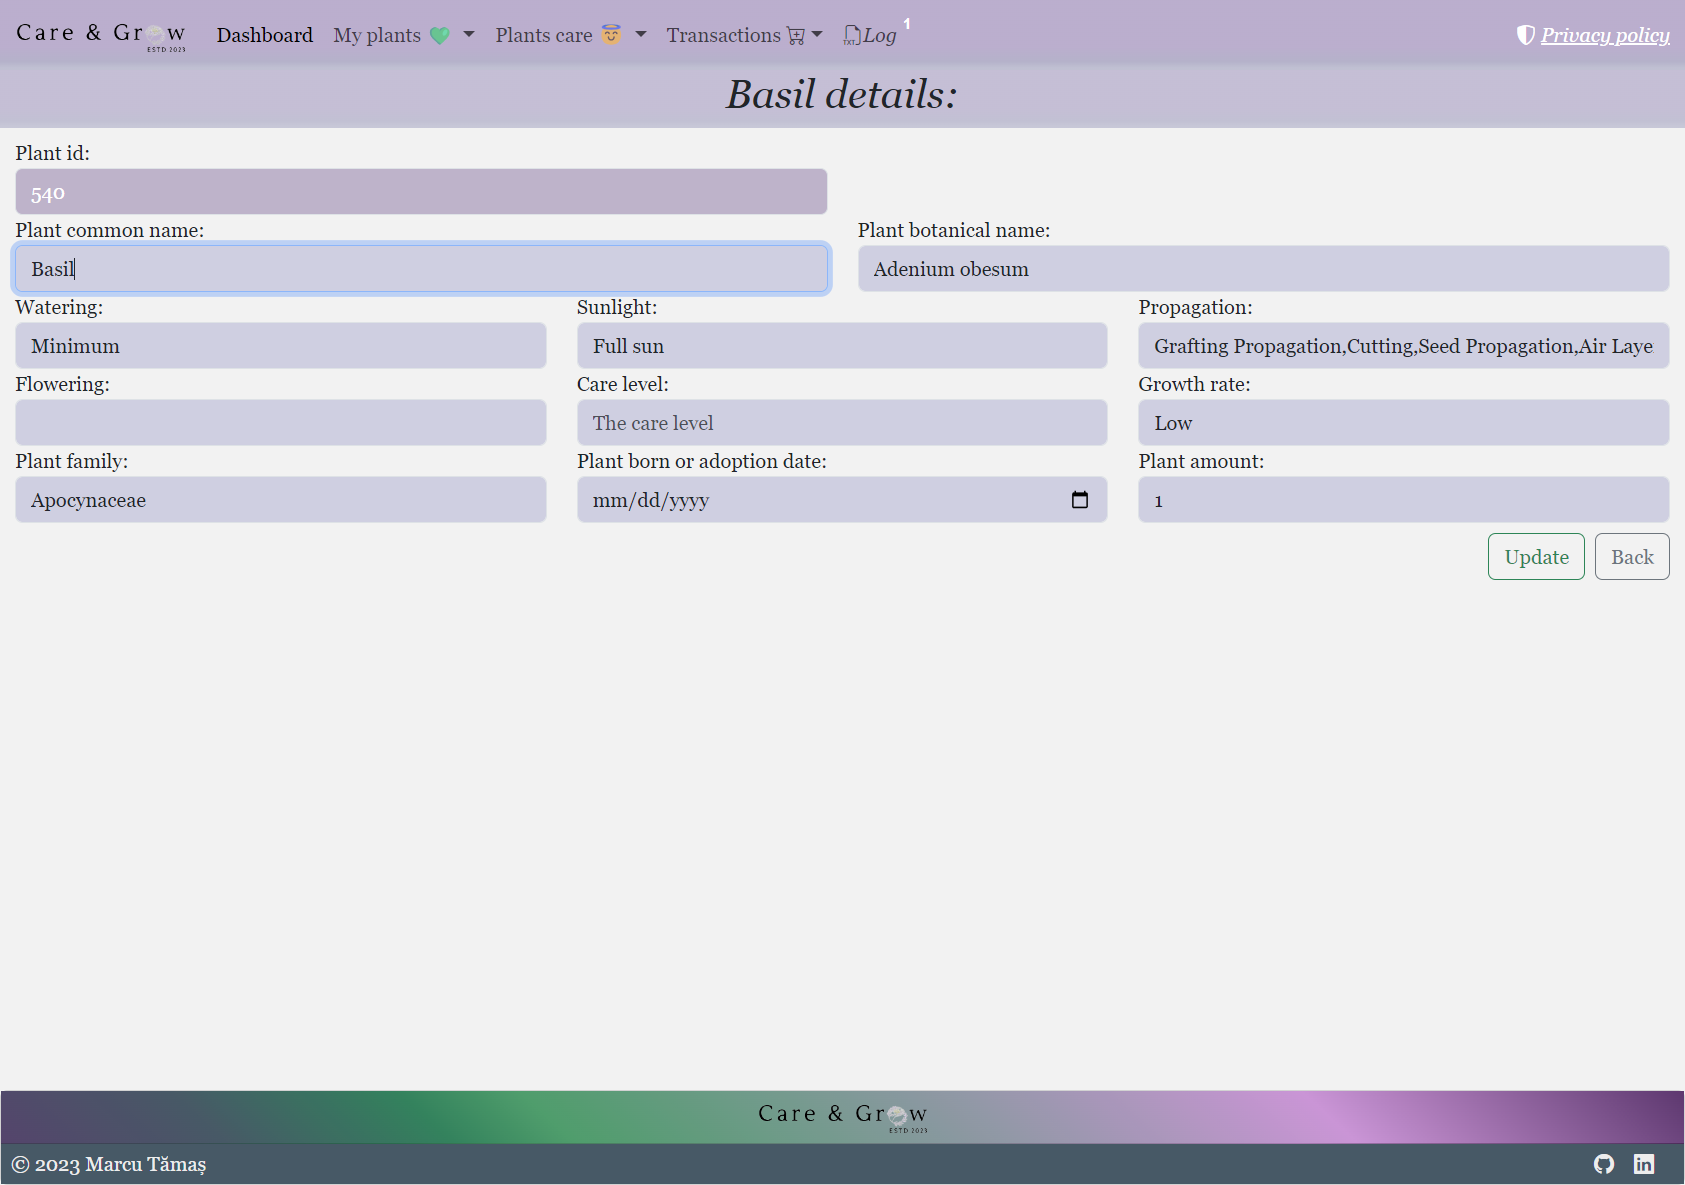 Care & Grow ESTD 2023 Dashboard My plants Plants care Transactions TXT Log 1 Privacy policy
Basil details:
Plant id:
540
Plant common name: Plant botanical name:
Basil Adenium obesum
Watering: Sunlight: Propagation:
Minimum Full sun Grafting Propagation,Cutting,Seed Propagation,Air Laye
Flowering: Care level: Growth rate:
The care level Low
Plant family: Plant born or adoption date: Plant amount:
Apocynaceae mm/dd/yyyy 1
Update Back
Care & Grow
ESTD 2023
© 2023 Marcu Tămaș in